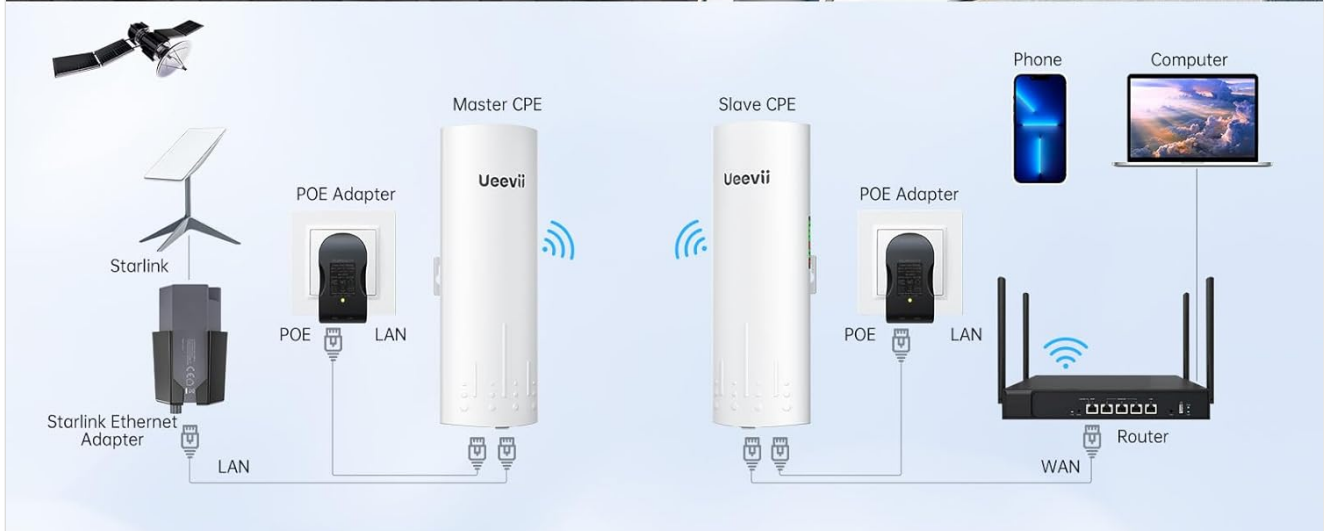 Phone
Computer
Master CPE
Slave CPE
Ueevii
Ueevii
POE Adapter
POE Adapter
Starlink
POE
LAN
POE
LAN
Starlink Ethernet
Adapter
LAN
Router
WAN